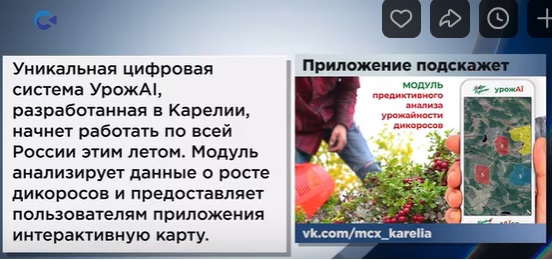 Уникальная цифровая
система УрожAI,
разработанная в Карелии,
начнет работать по всей
России этим летом. Модуль
анализирует данные о росте
дикоросов и предоставляет
пользователям приложения
интерактивную карту.
Приложение подскажет
МОДУЛЬ
предиктивного
анализа
урожайности
дикоросов
урожAI
vk.com/mcx_karelia